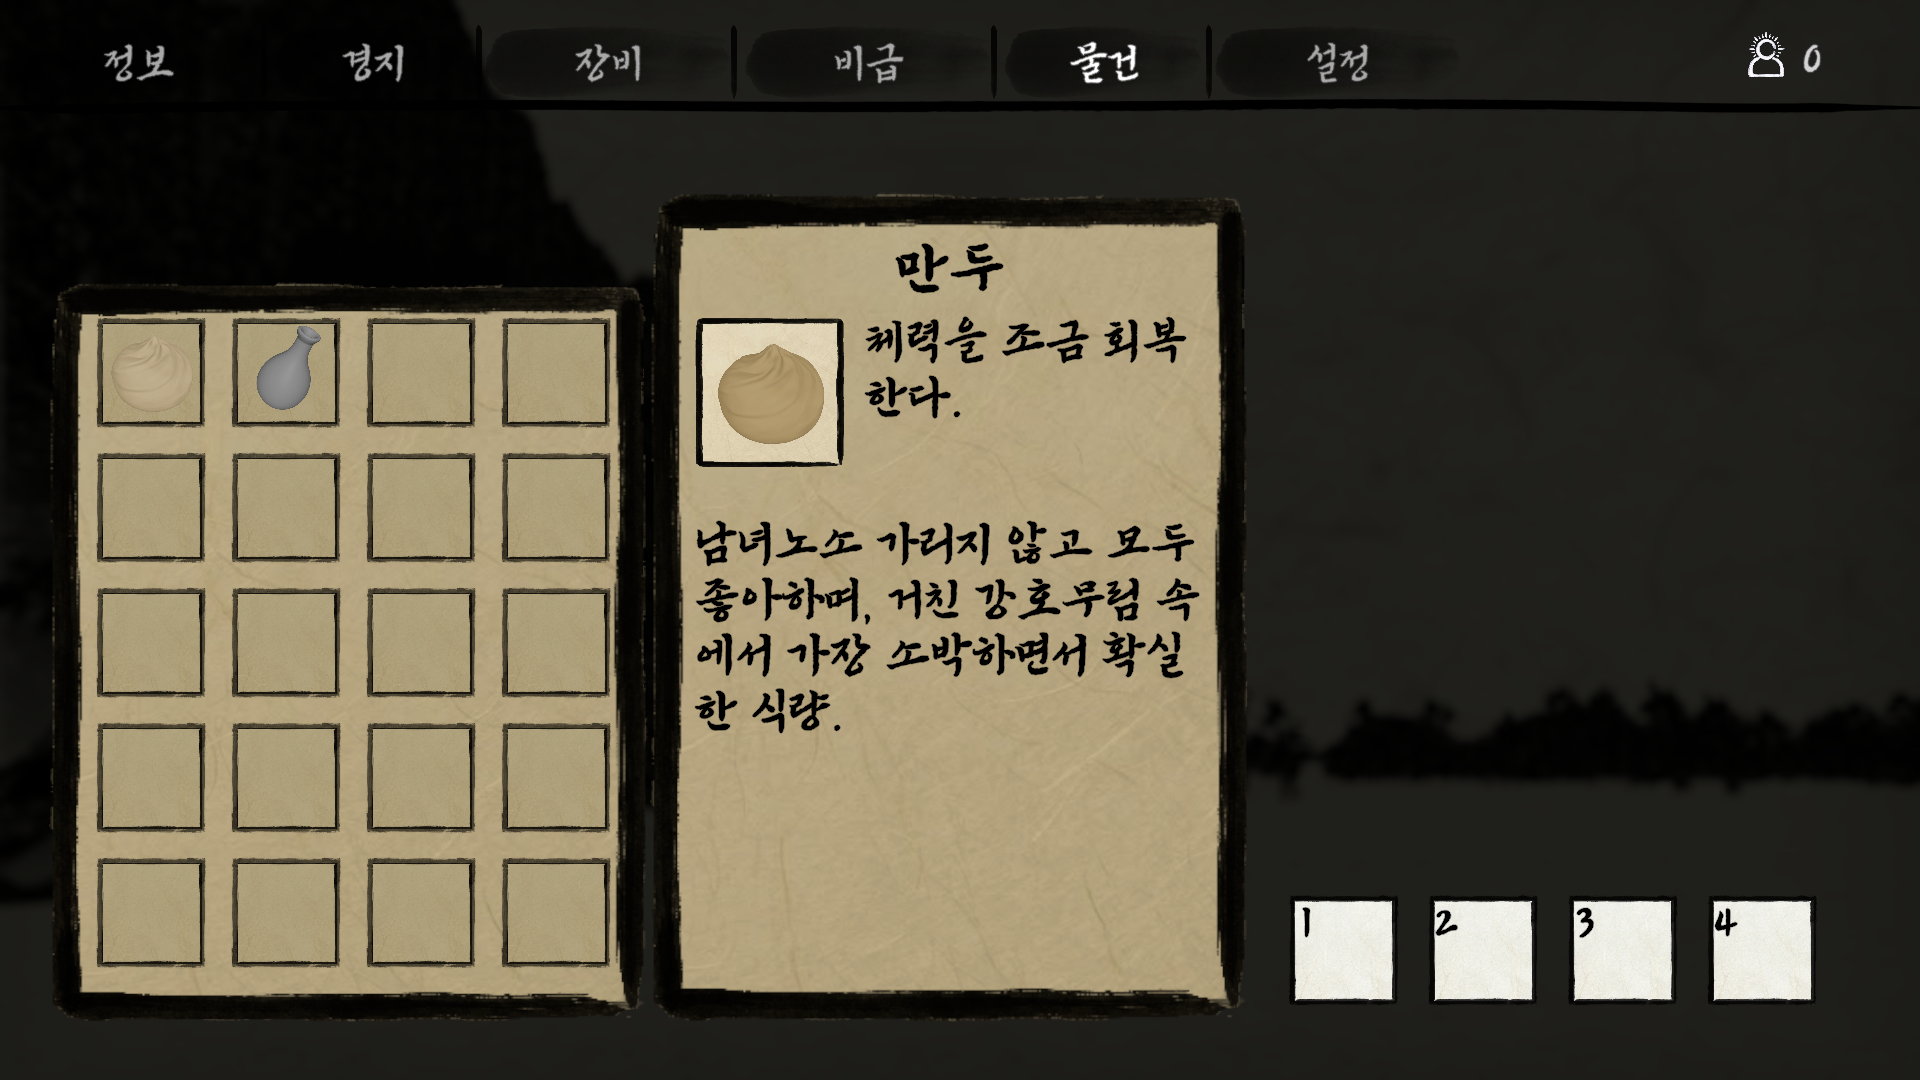 정보 경지 장비 비급 물건 설정 0
만두
체력을 조금 회복
한다.
남녀노소 가리지 않고 모두
좋아하며, 거친 강호무림 속
에서 가장 소박하면서 확실
한 식량.
1 2 3 4